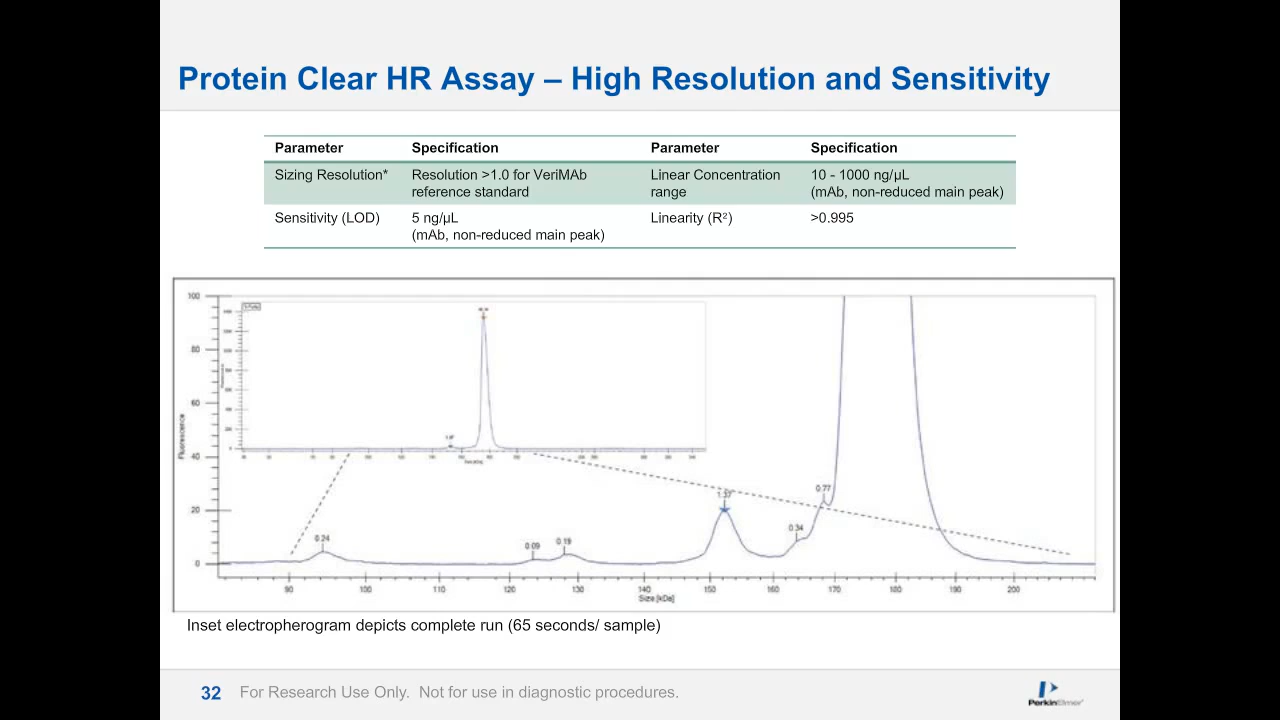 Protein Clear HR Assay – High Resolution and Sensitivity
Parameter Specification Parameter Specification
Sizing Resolution* Resolution >1.0 for VeriMAb Linear Concentration 10 - 1000 ng/µL
reference standard range (mAb, non-reduced main peak)
Sensitivity (LOD) 5 ng/µL Linearity (R²) >0.995
(mAb, non-reduced main peak)
100
80
60
40
20
0
Fluorescence
0.24
0.09
0.19
1.37
0.34
0.77
90 100 110 120 130 140 150 160 170 180 190 200
Size [kDa]
Inset electropherogram depicts complete run (65 seconds/ sample)
32 For Research Use Only. Not for use in diagnostic procedures.
PerkinElmer